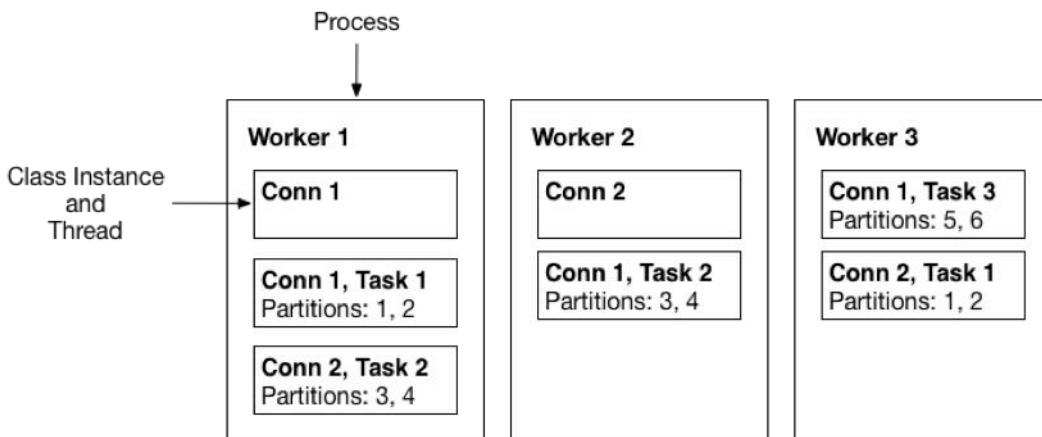 Process
Class Instance
and
Thread
Worker 1
Conn 1
Conn 1, Task 1
Partitions: 1, 2
Conn 2, Task 2
Partitions: 3, 4
Worker 2
Conn 2
Conn 1, Task 2
Partitions: 3, 4
Worker 3
Conn 1, Task 3
Partitions: 5, 6
Conn 2, Task 1
Partitions: 1, 2